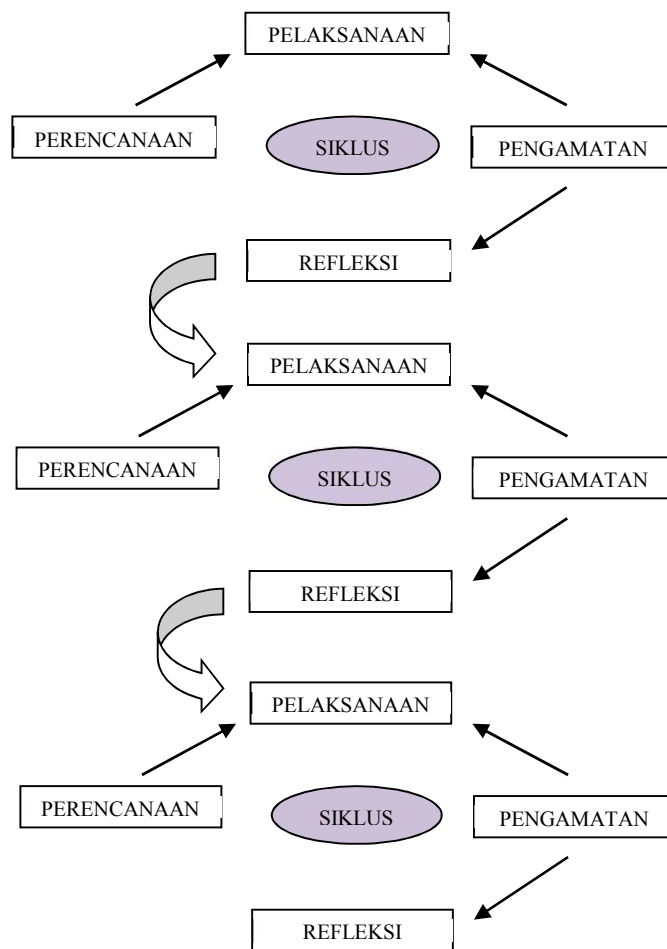 PELAKSANAAN
PERENCANAAN
SIKLUS
PENGAMATAN
REFLEKSI
PELAKSANAAN
PERENCANAAN
SIKLUS
PENGAMATAN
REFLEKSI
PELAKSANAAN
PERENCANAAN
SIKLUS
PENGAMATAN
REFLEKSI